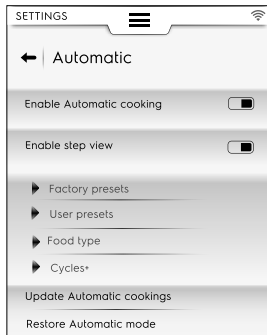 SETTINGS
Automatic
Enable Automatic cooking
Enable step view
Factory presets
User presets
Food type
Cycles+
Update Automatic cookings
Restore Automatic mode